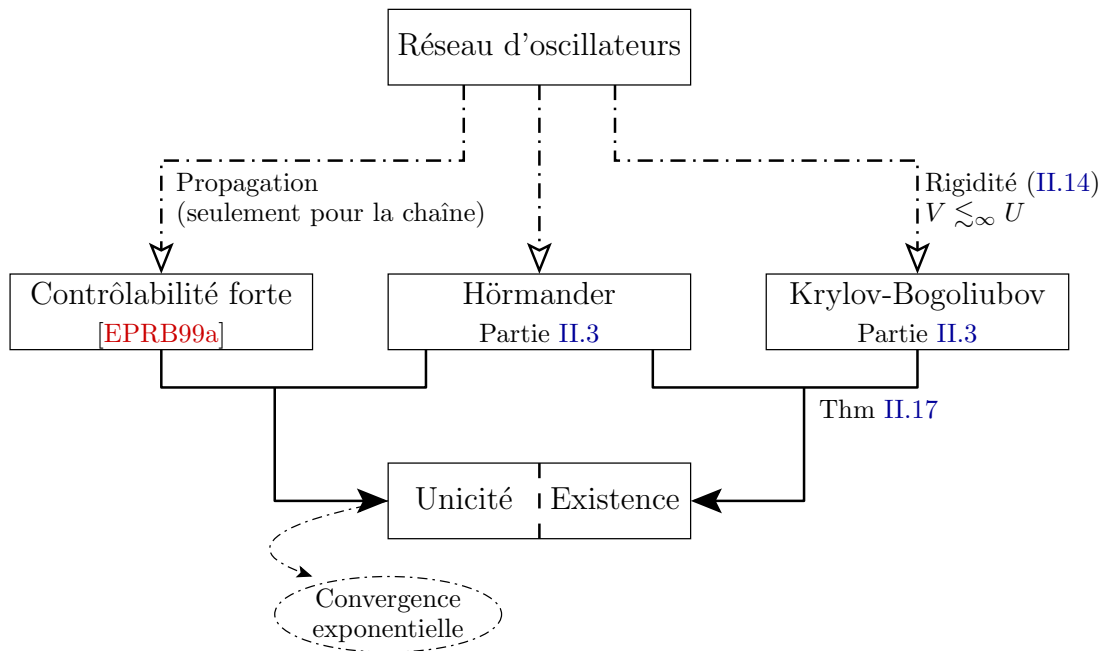 Réseau d'oscillateurs
Propagation
(seulement pour la chaîne)
Rigidité (II.14)
V ≲∞ U
Contrôlabilité forte
[EPRB99a]
Hörmander
Partie II.3
Krylov-Bogoliubov
Partie II.3
Thm II.17
Unicité
Existence
Convergence
exponentielle